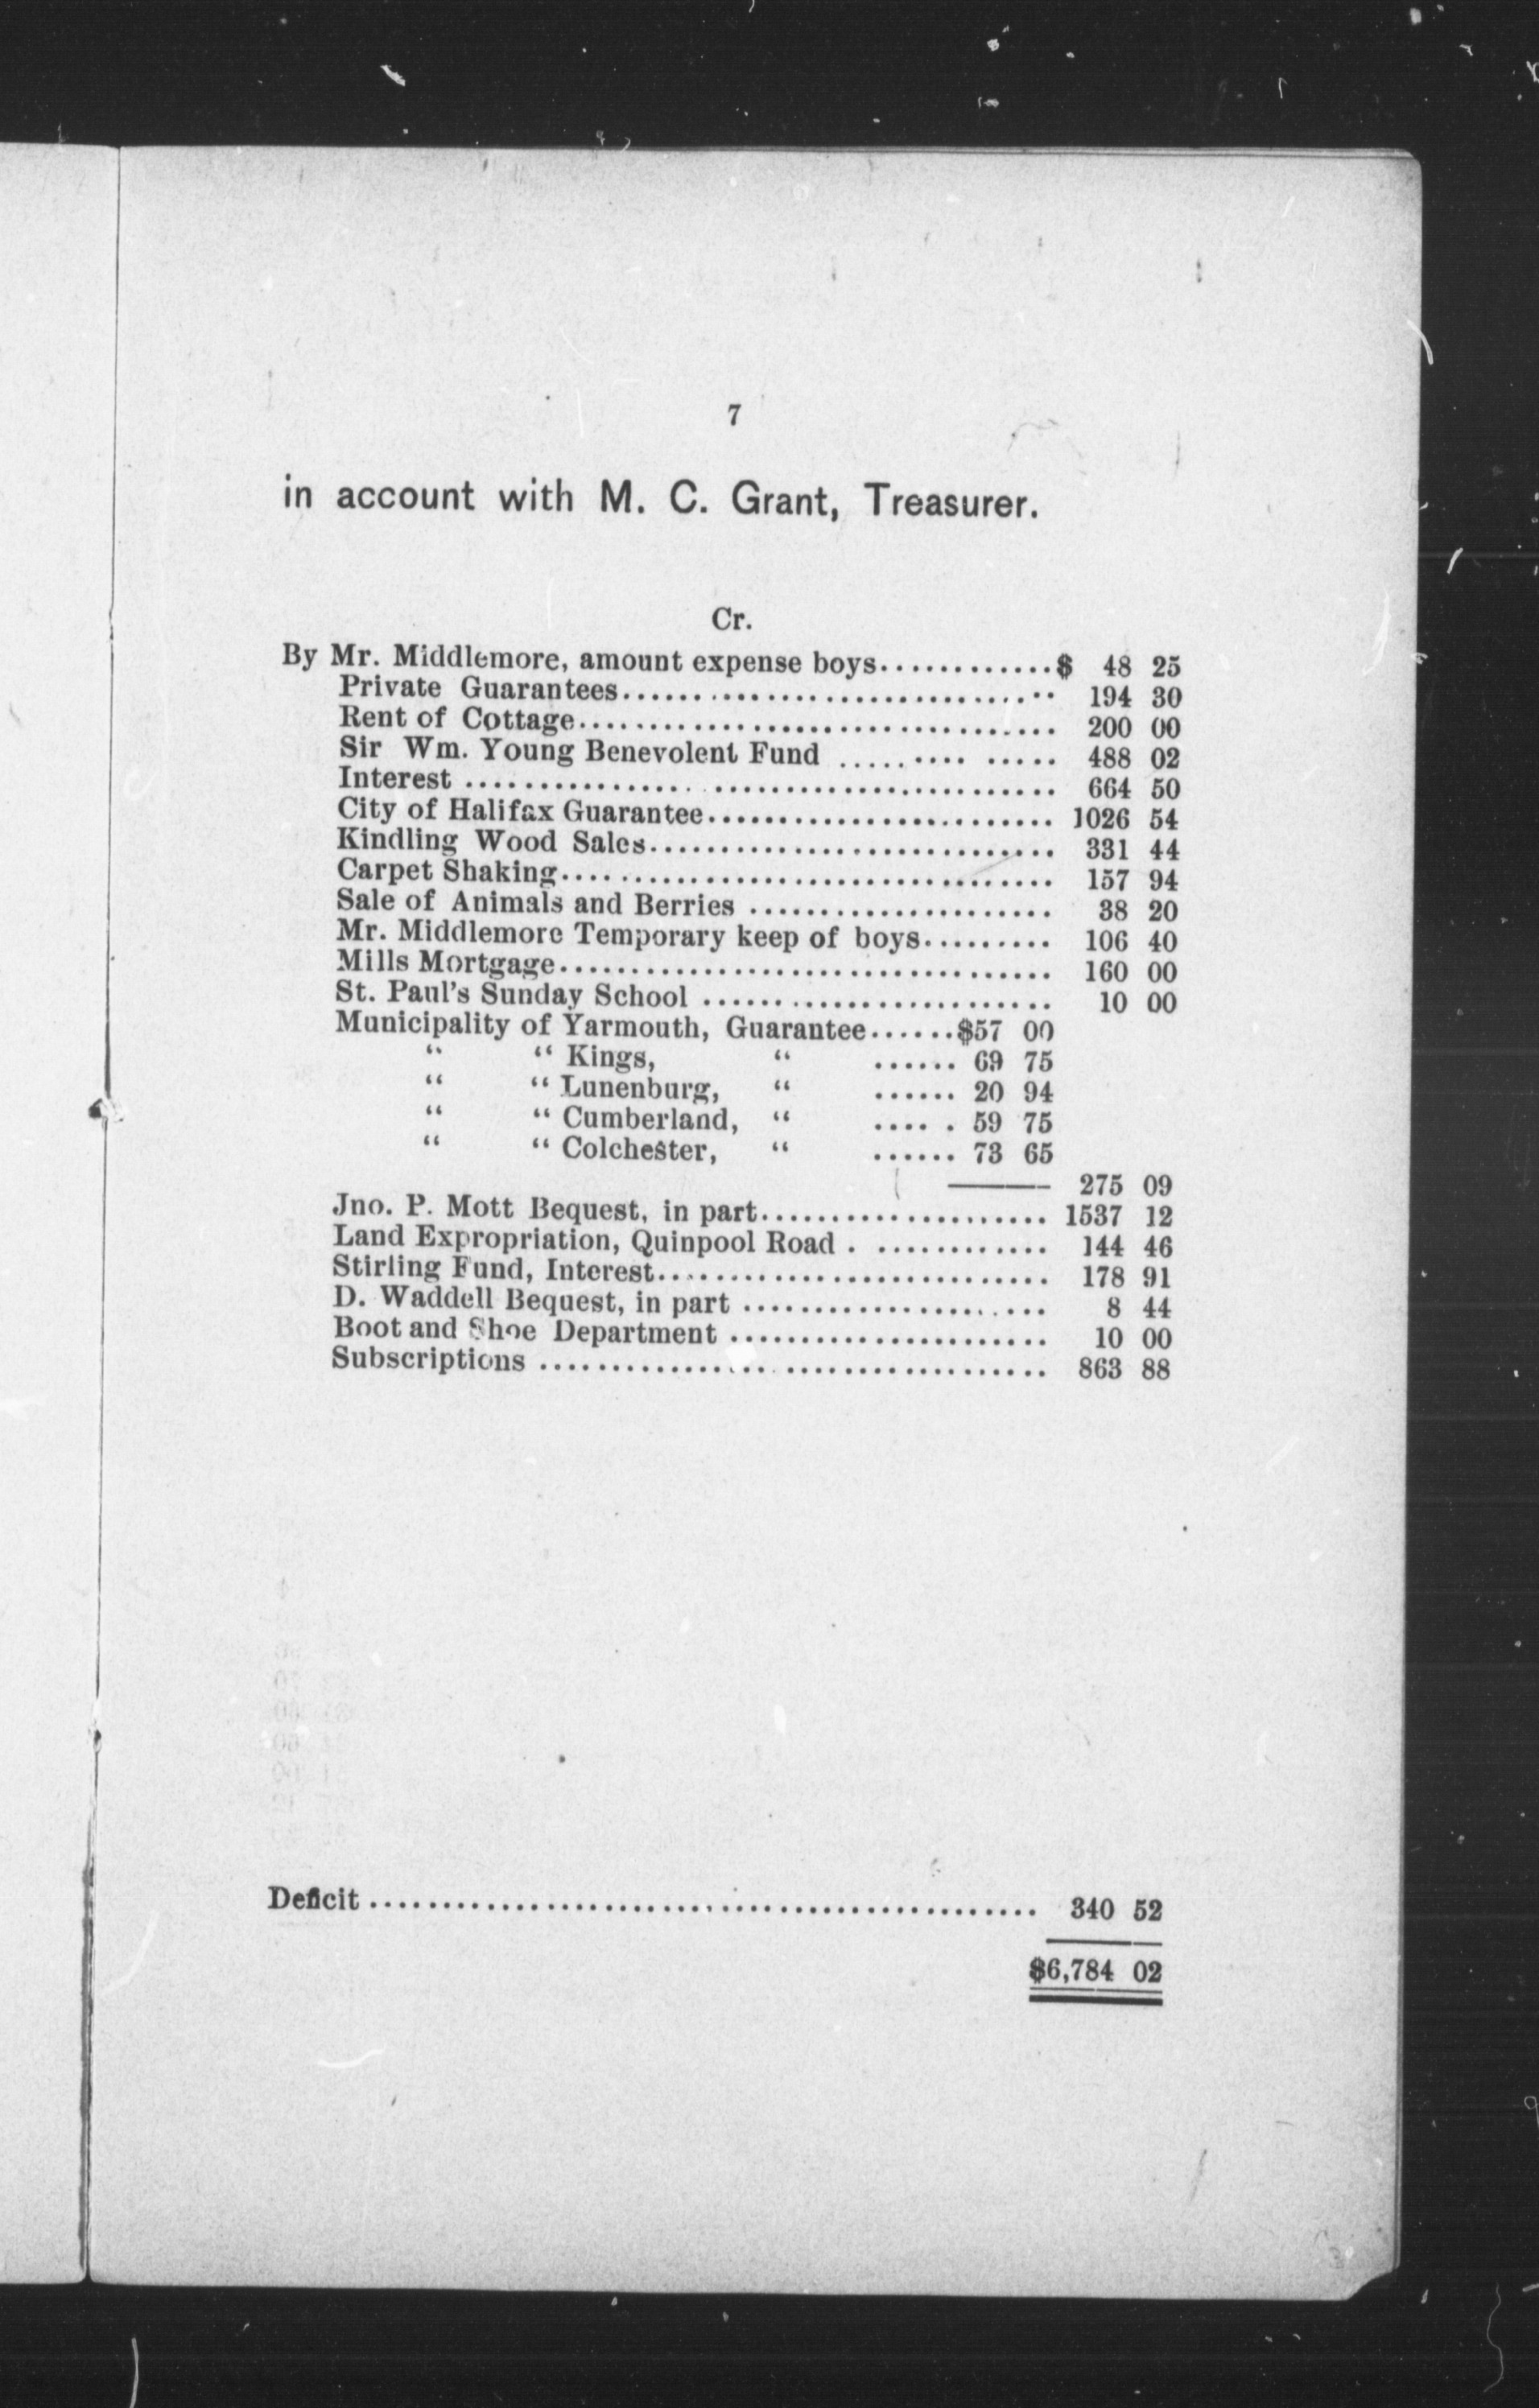 7
in account with M. C. Grant, Treasurer.
Cr.
By Mr. Middlemore, amount expense boys............$ 48 25
Private Guarantees.............................. 194 30
Rent of Cottage................................. 200 00
Sir Wm. Young Benevolent Fund ......... ..... 488 02
Interest ........................................ 664 50
City of Halifax Guarantee........................ 1026 54
Kindling Wood Sales............................ 331 44
Carpet Shaking.................................. 157 94
Sale of Animals and Berries ..................... 38 20
Mr. Middlemore Temporary keep of boys......... 106 40
Mills Mortgage.................................. 160 00
St. Paul's Sunday School ........................ 10 00
Municipality of Yarmouth, Guarantee......$57 00
“ “ Kings, “ ...... 69 75
“ “ Lunenburg, “ ...... 20 94
“ “ Cumberland, “ .... . 59 75
“ “ Colchester, “ ...... 73 65
275 09
Jno. P. Mott Bequest, in part.................... 1537 12
Land Expropriation, Quinpool Road . ............ 144 46
Stirling Fund, Interest........................... 178 91
D. Waddell Bequest, in part ..................... 8 44
Boot and Shoe Department ...................... 10 00
Subscriptions ................................... 863 88
Deficit.............................................. 340 52
$6,784 02